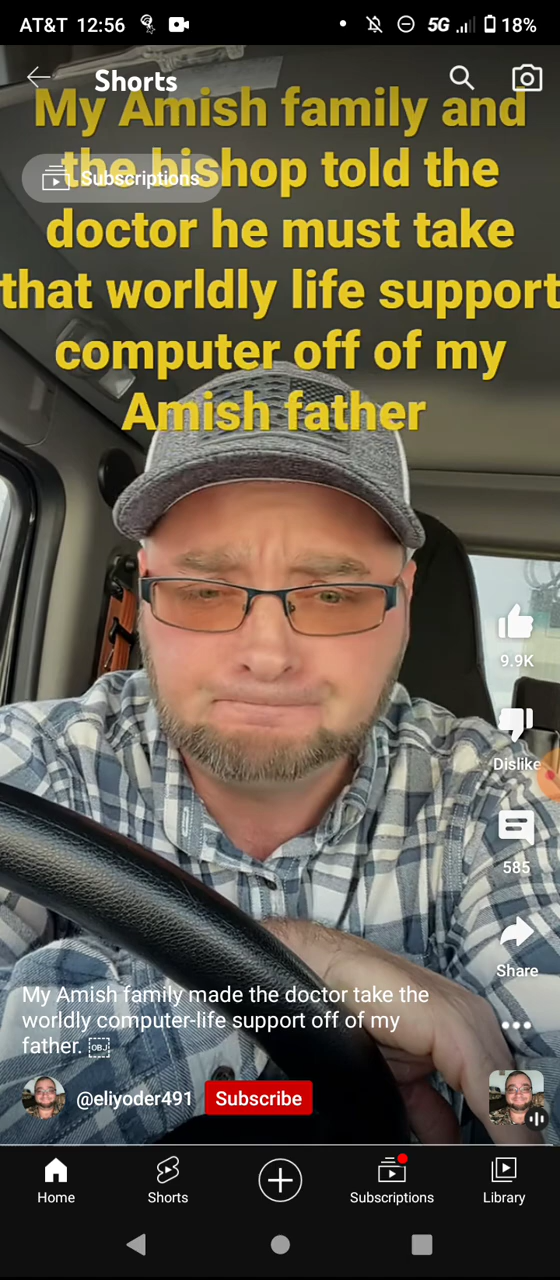 AT&T 12:56 5G 18%
Shorts
My Amish family and
the bishop told the
Subscriptions
doctor he must take
that worldly life support
computer off of my
Amish father
9.9K
Dislike
585
Share
My Amish family made the doctor take the
worldly computer-life support off of my
father. OBJ
@eliyoder491 Subscribe
Home Shorts Subscriptions Library